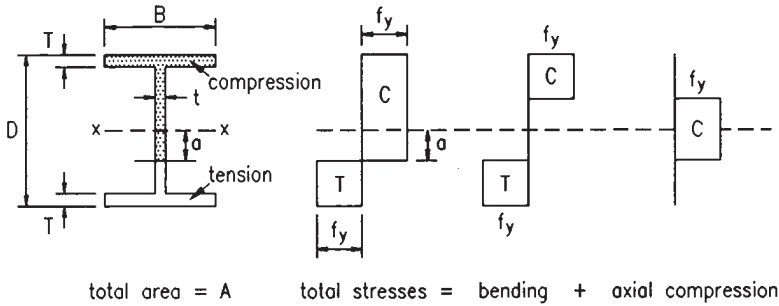 B
T
compression
t
D
x x
a
tension
T
f_y
C
a
T
f_y
f_y
C
T
f_y
f_y
C
total area = A
total stresses = bending + axial compression